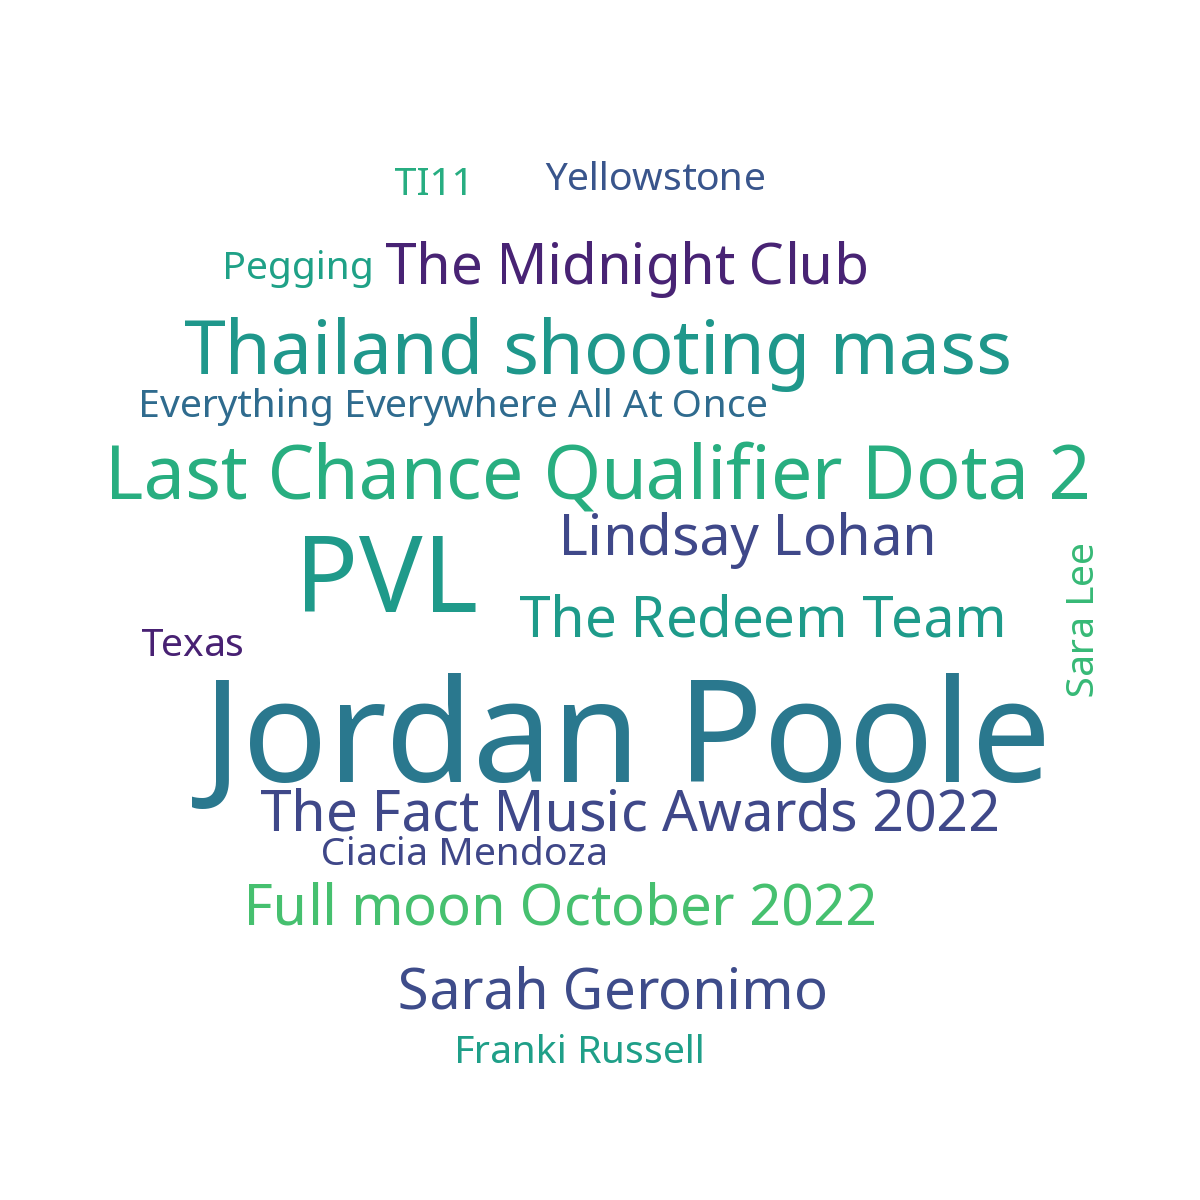 TI11
Yellowstone
Pegging
The Midnight Club
Thailand shooting mass
Everything Everywhere All At Once
Last Chance Qualifier Dota 2
Lindsay Lohan
PVL
The Redeem Team
Sara Lee
Texas
Jordan Poole
The Fact Music Awards 2022
Ciacia Mendoza
Full moon October 2022
Sarah Geronimo
Franki Russell